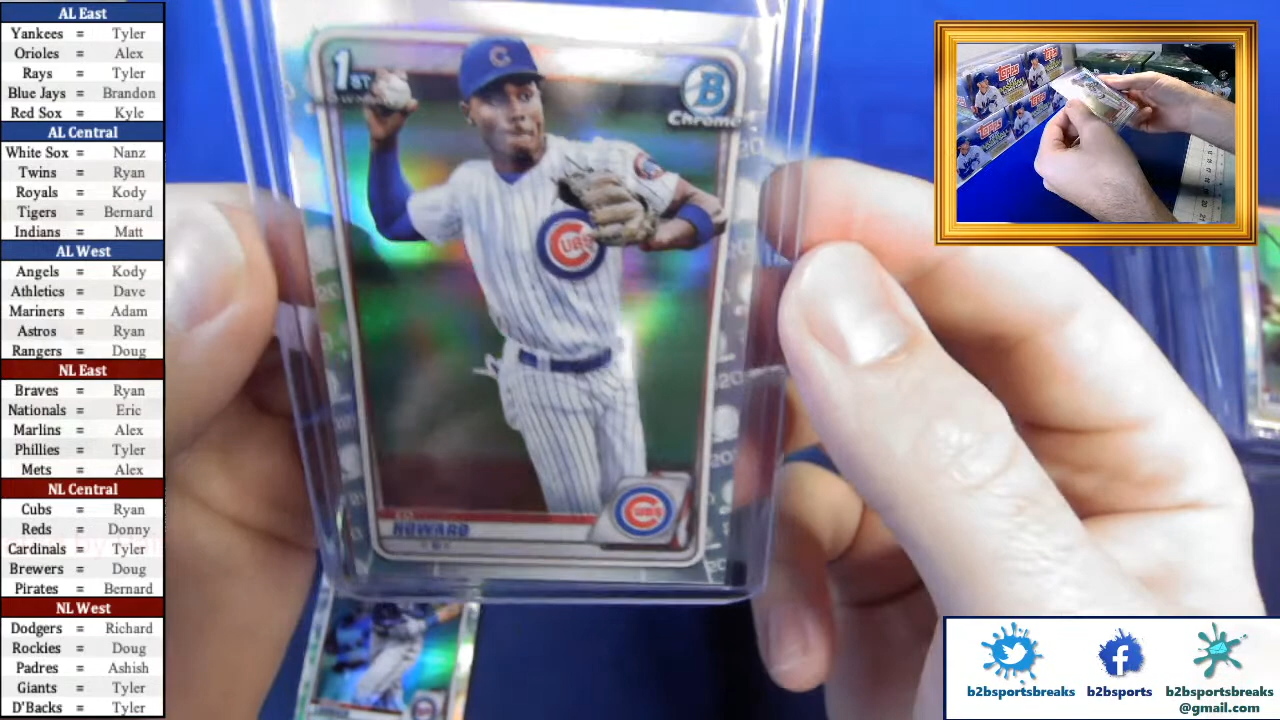 AL East
Yankees = Tyler
Orioles = Alex
Rays = Tyler
Blue Jays = Brandon
Red Sox = Kyle
AL Central
White Sox = Nanz
Twins = Ryan
Royals = Kody
Tigers = Bernard
Indians = Matt
AL West
Angels = Kody
Athletics = Dave
Mariners = Adam
Astros = Ryan
Rangers = Doug
NL East
Braves = Ryan
Nationals = Eric
Marlins = Alex
Phillies = Tyler
Mets = Alex
NL Central
Cubs = Ryan
Reds = Donny
Cardinals = Tyler
Brewers = Doug
Pirates = Bernard
NL West
Dodgers = Richard
Rockies = Doug
Padres = Ashish
Giants = Tyler
D'Backs = Tyler
1ST
B
Chrome
C
CUBS
HOWARD
CUBS
Topps
Topps
b2bsportsbreaks
b2bsports
b2bsportsbreaks
@gmail.com